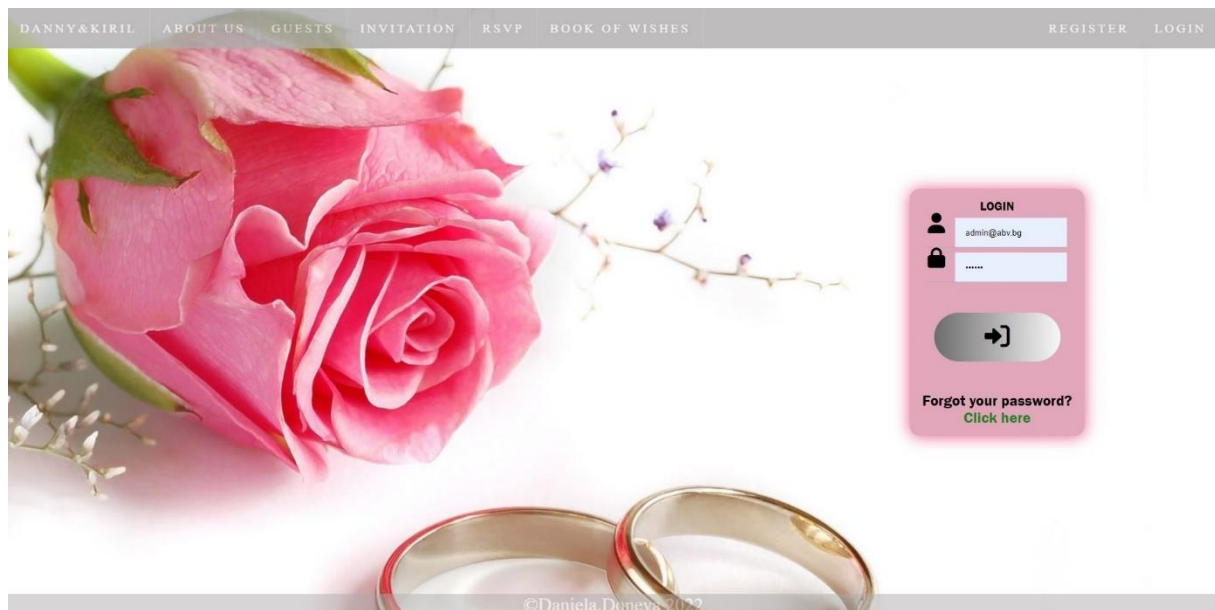 DANNY&KIRIL ABOUT US GUESTS INVITATION RSVP BOOK OF WISHES REGISTER LOGIN
LOGIN
admin@abv.bg
••••••
Forgot your password?
Click here
©Daniela.Doneva 2022